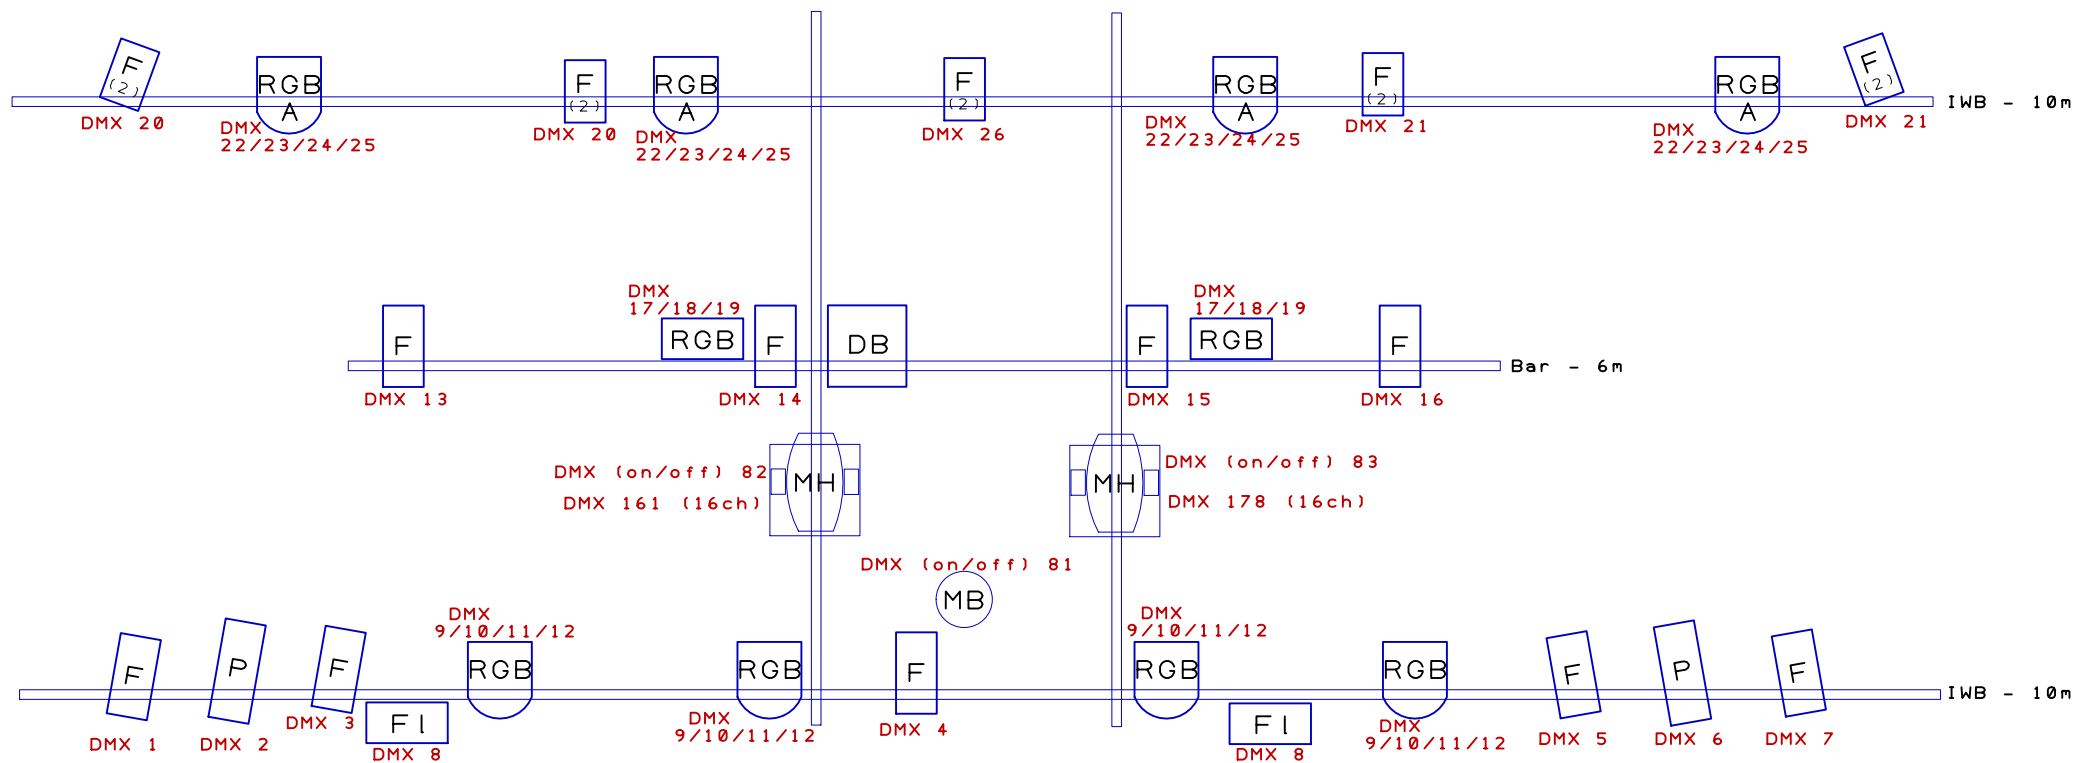 F
(2)
DMX 20
RGB
A
DMX
22/23/24/25
F
(2)
DMX 20
RGB
A
DMX
22/23/24/25
F
(2)
DMX 26
RGB
A
DMX
22/23/24/25
F
(2)
DMX 21
RGB
A
DMX
22/23/24/25
F
(2)
DMX 21
IWB - 10m
F
DMX 13
DMX
17/18/19
RGB
F
DMX 14
DB
F
DMX 15
DMX
17/18/19
RGB
F
DMX 16
Bar - 6m
DMX (on/off) 82
DMX 161 (16ch)
MH
MH
DMX (on/off) 83
DMX 178 (16ch)
DMX (on/off) 81
MB
F
DMX 1
P
DMX 2
F
DMX 3
Fl
DMX 8
DMX
9/10/11/12
RGB
RGB
DMX
9/10/11/12
F
DMX 4
DMX
9/10/11/12
RGB
Fl
DMX 8
RGB
DMX
9/10/11/12
F
DMX 5
P
DMX 6
F
DMX 7
IWB - 10m